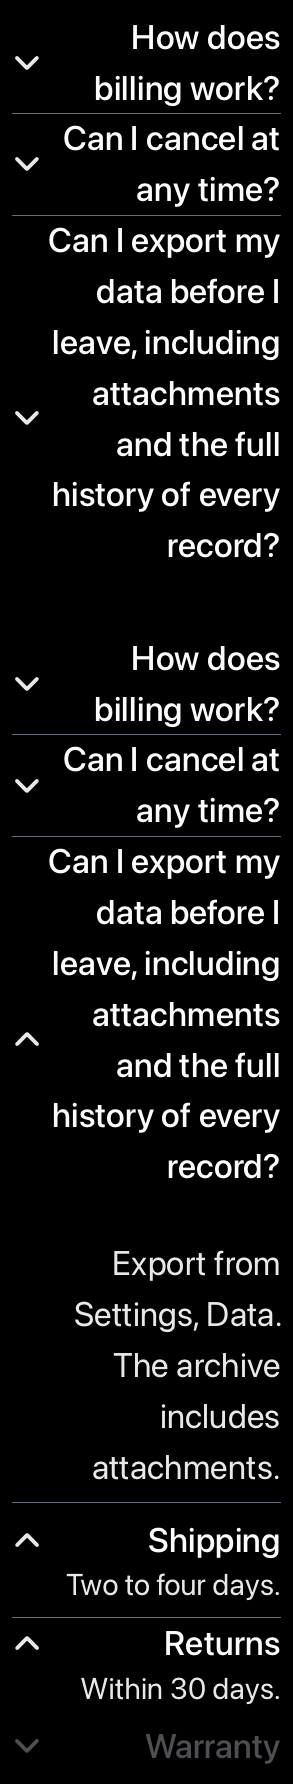 How does
billing work?
Can I cancel at
any time?
Can I export my
data before I
leave, including
attachments
and the full
history of every
record?
How does
billing work?
Can I cancel at
any time?
Can I export my
data before I
leave, including
attachments
and the full
history of every
record?
Export from
Settings, Data.
The archive
includes
attachments.
Shipping
Two to four days.
Returns
Within 30 days.
Warranty